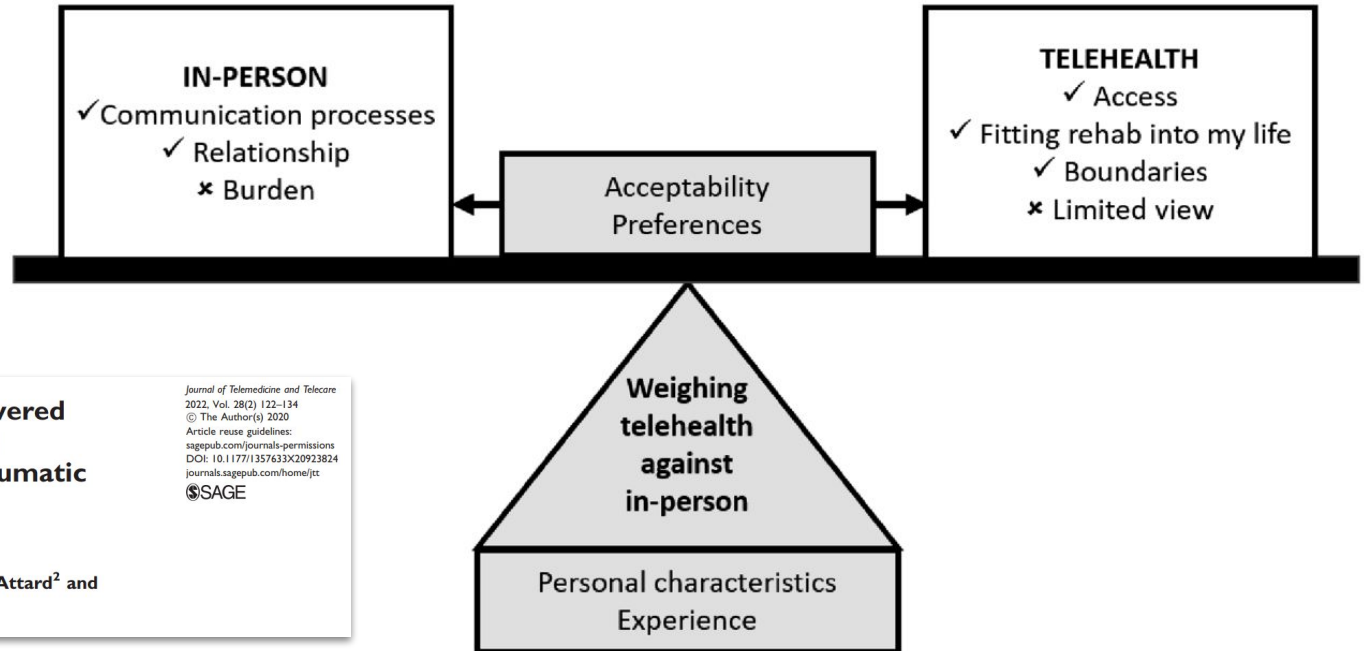 IN-PERSON
✓Communication processes
✓ Relationship
× Burden
Acceptability
Preferences
TELEHEALTH
✓ Access
✓ Fitting rehab into my life
✓ Boundaries
× Limited view
Weighing
telehealth
against
in-person
Personal characteristics
Experience
vered
umatic
Attard² and
Journal of Telemedicine and Telecare
2022, Vol. 28(2) 122–134
© The Author(s) 2020
Article reuse guidelines:
sagepub.com/journals-permissions
DOI: 10.1177/1357633X20923824
journals.sagepub.com/home/jtt
SAGE